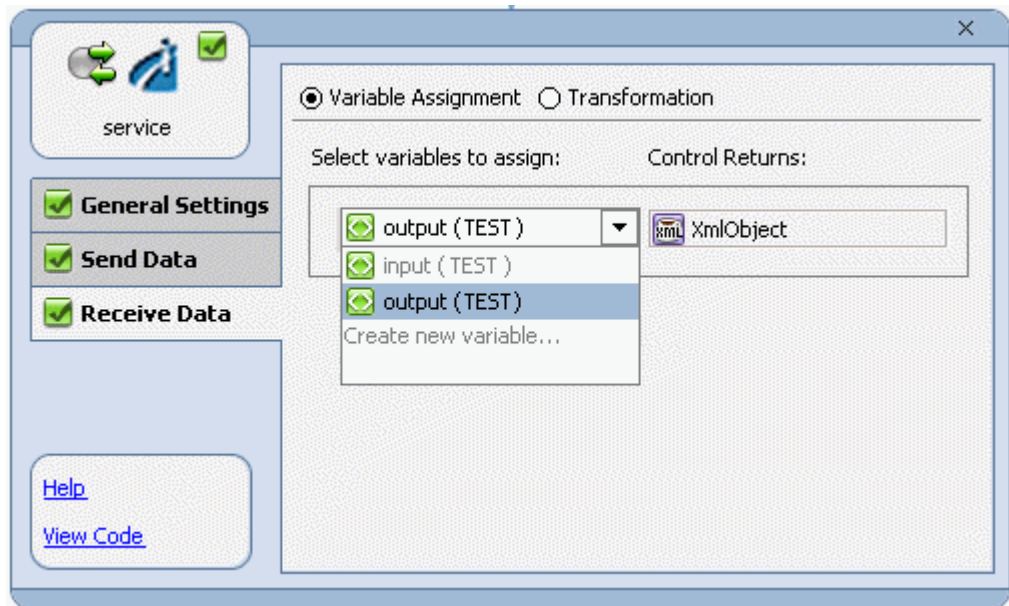 service
Variable Assignment Transformation
Select variables to assign: Control Returns:
General Settings
Send Data
Receive Data
output (TEST) XmlObject
input (TEST)
output (TEST)
Create new variable...
Help
View Code